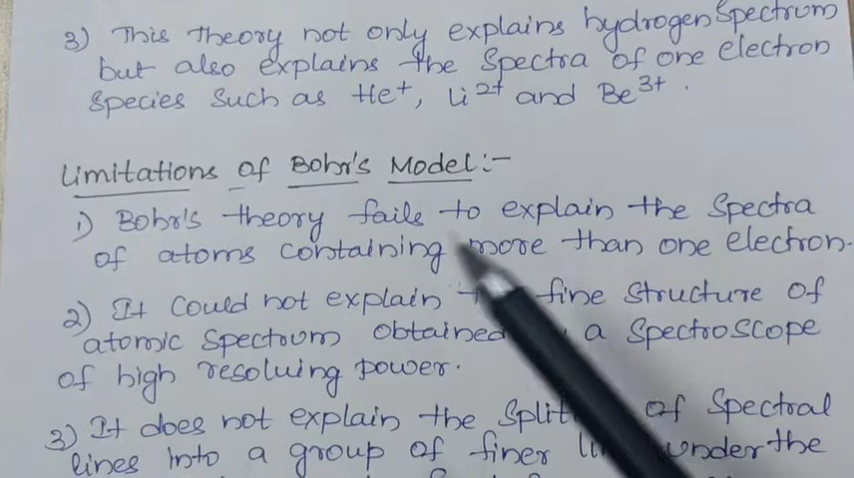 3) This theory not only explains hydrogen Spectrum
but also explains the Spectra of one electron
Species Such as He+, Li2+ and Be3+.
Limitations of Bohr's Model:-
1) Bohr's theory fails to explain the Spectra
of atoms containing more than one electron.
2) It Could not explain fine Structure of
atomic Spectrum obtained a Spectroscope
of high resolving power.
3) It does not explain the of Spectral
lines into a group of finer under the